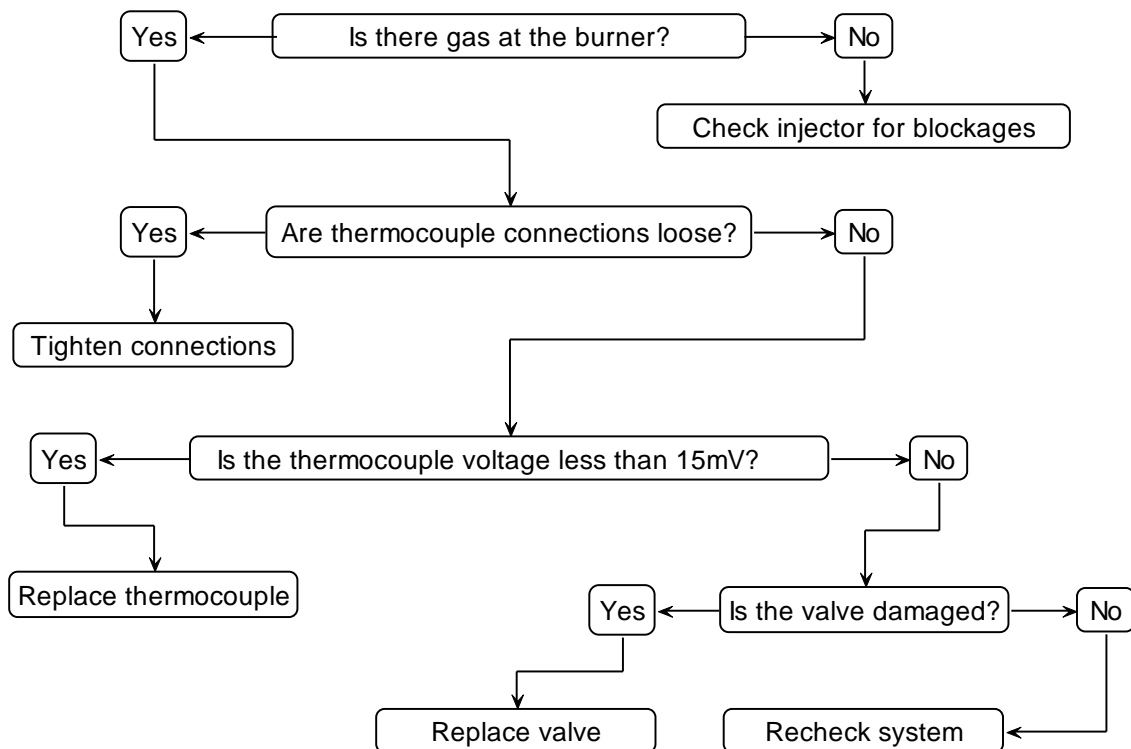 Yes
Is there gas at the burner?
No
Check injector for blockages
Yes
Are thermocouple connections loose?
No
Tighten connections
Yes
Is the thermocouple voltage less than 15mV?
No
Replace thermocouple
Yes
Is the valve damaged?
No
Replace valve
Recheck system